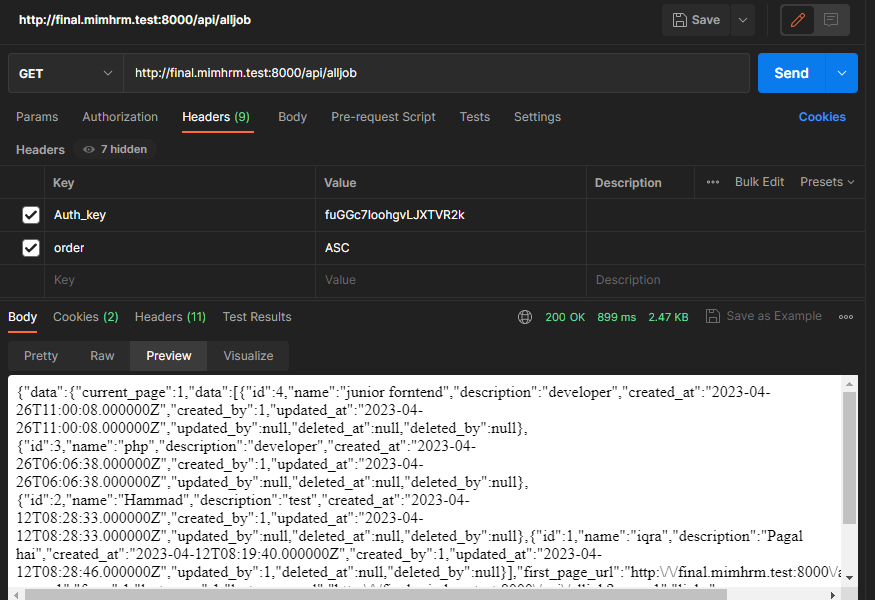 http://final.mimhrm.test:8000/api/alljob
Save
GET
http://final.mimhrm.test:8000/api/alljob
Send
Params Authorization Headers (9) Body Pre-request Script Tests Settings Cookies
Headers 7 hidden
Key Value Description ••• Bulk Edit Presets
Auth_key fuGGc7IoohgvLJXTVR2k
order ASC
Key Value Description
Body Cookies (2) Headers (11) Test Results 200 OK 899 ms 2.47 KB Save as Example
Pretty Raw Preview Visualize
{"data":{"current_page":1,"data":[{"id":4,"name":"junior forntend","description":"developer","created_at":"2023-04-
26T11:00:08.000000Z","created_by":1,"updated_at":"2023-04-
26T11:00:08.000000Z","updated_by":null,"deleted_at":null,"deleted_by":null},
{"id":3,"name":"php","description":"developer","created_at":"2023-04-
26T06:06:38.000000Z","created_by":1,"updated_at":"2023-04-
26T06:06:38.000000Z","updated_by":null,"deleted_at":null,"deleted_by":null},
{"id":2,"name":"Hammad","description":"test","created_at":"2023-04-
12T08:28:33.000000Z","created_by":1,"updated_at":"2023-04-
12T08:28:33.000000Z","updated_by":null,"deleted_at":null,"deleted_by":null},{"id":1,"name":"iqra","description":"Pagal
hai","created_at":"2023-04-12T08:19:40.000000Z","created_by":1,"updated_at":"2023-04-
12T08:28:46.000000Z","updated_by":1,"deleted_at":null,"deleted_by":null}],"first_page_url":"http:\/\/final.mimhrm.test:8000\/a